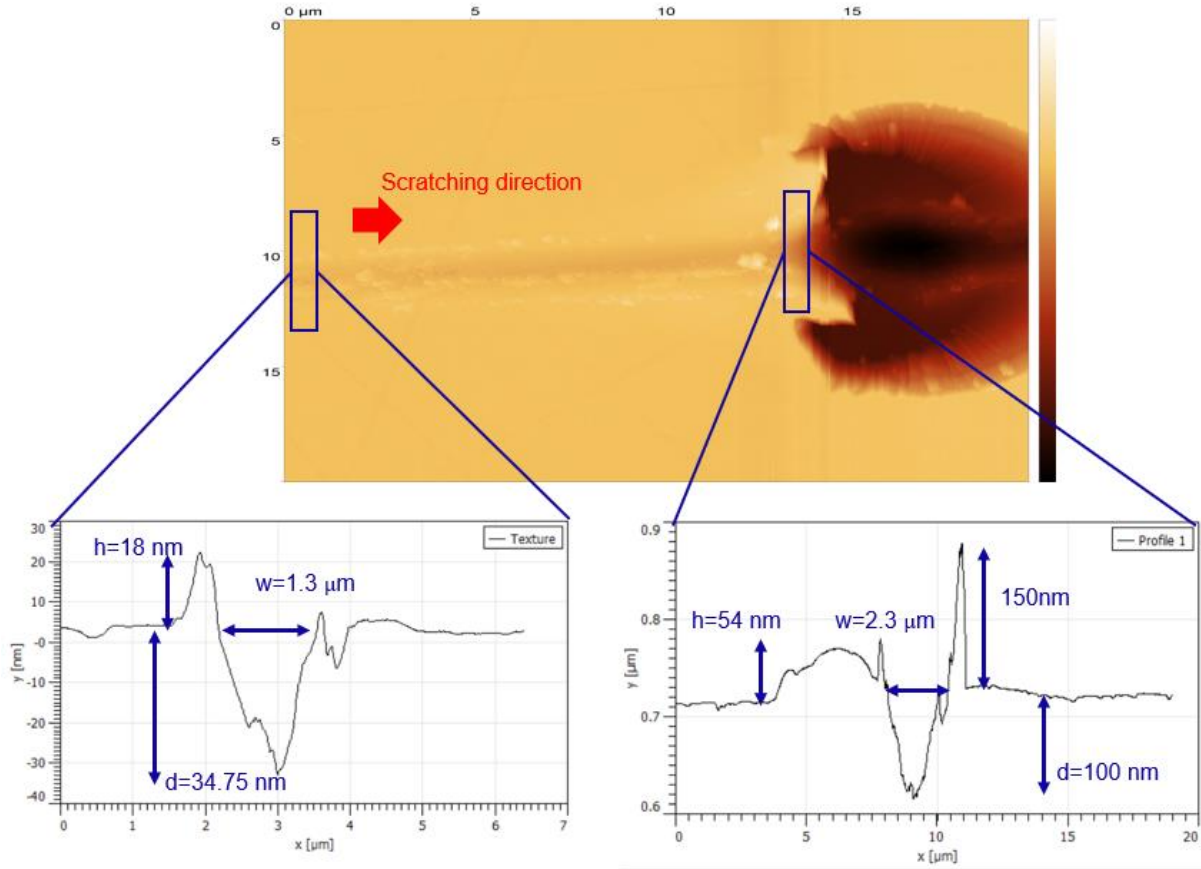 0 µm 5 10 15
0
5
10
15
Scratching direction
30
20
10
-0
-10
-20
-30
-40
y [nm]
h=18 nm
w=1.3 µm
d=34.75 nm
Texture
0 1 2 3 4 5 6 7
x [µm]
0.9
0.8
0.7
0.6
y [µm]
h=54 nm
w=2.3 µm
150nm
d=100 nm
Profile 1
0 5 10 15 20
x [µm]